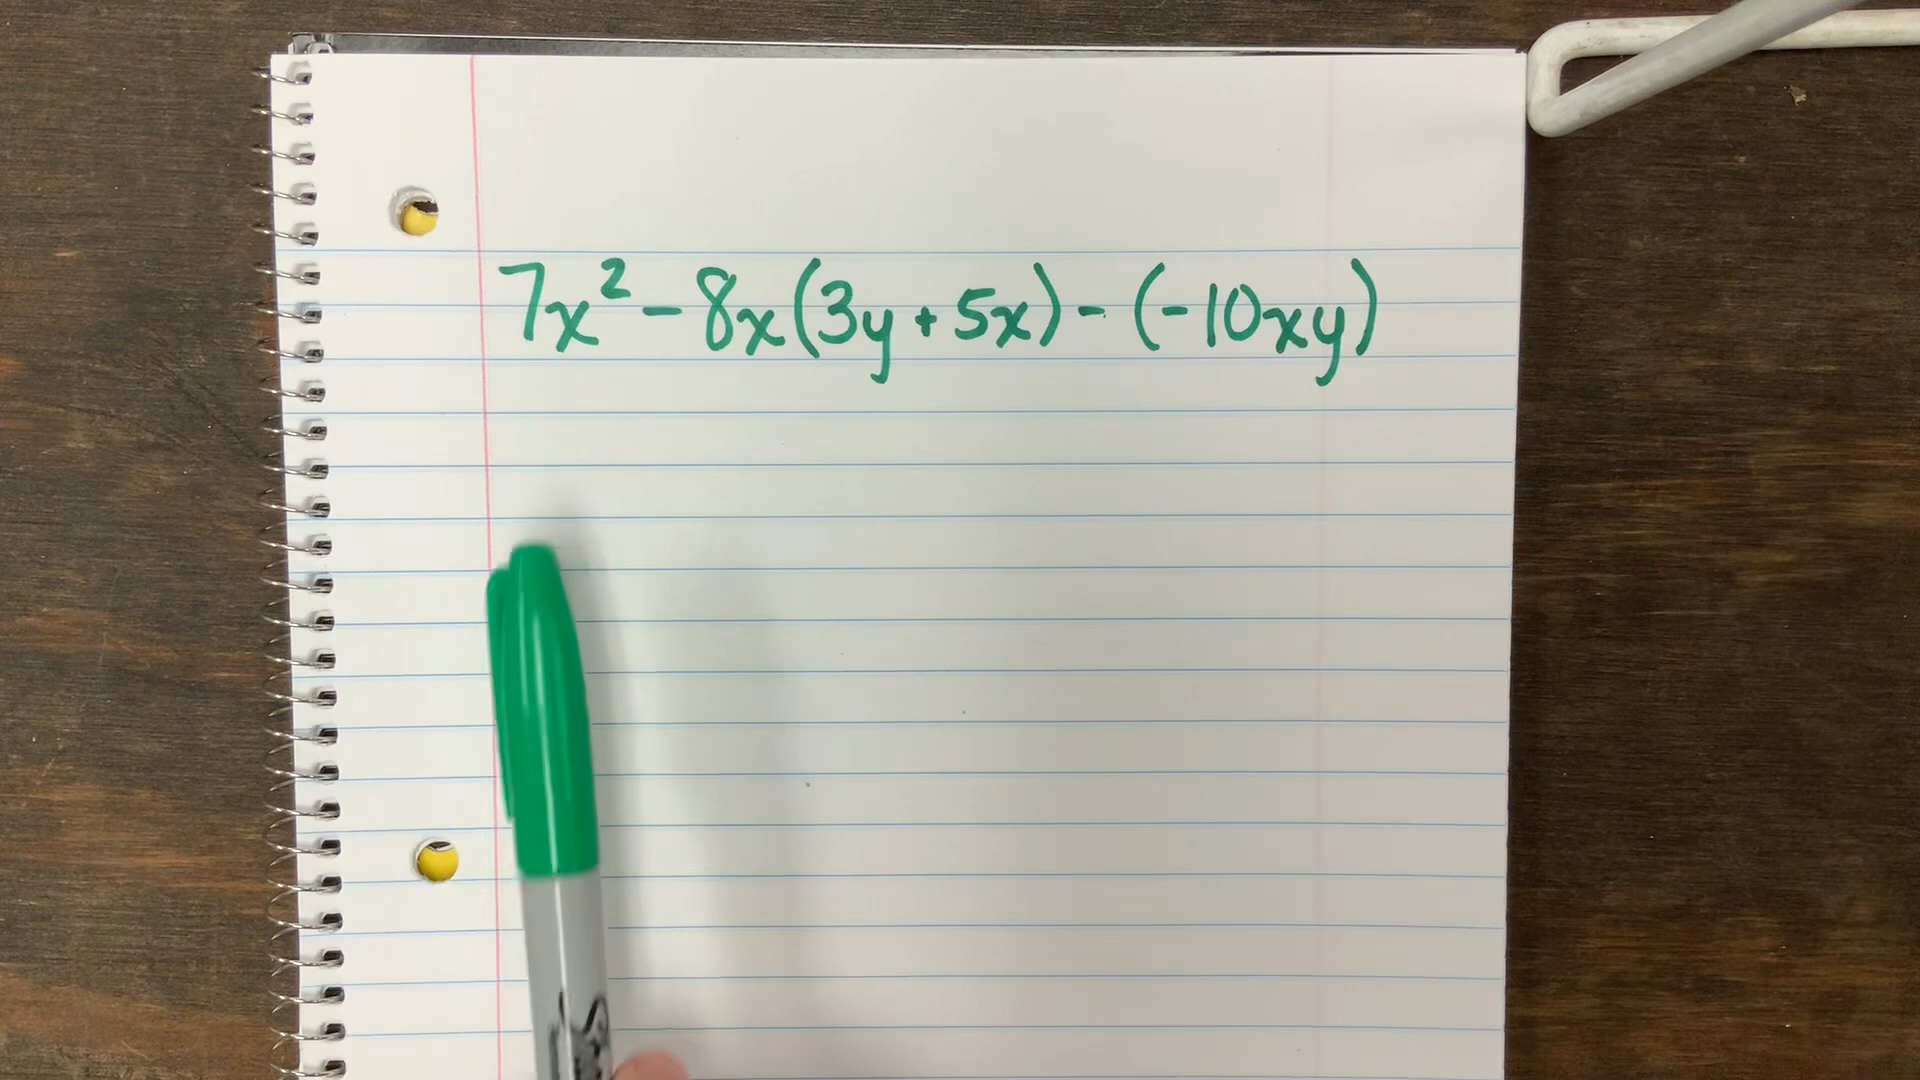 7x² - 8x(3y + 5x) - (-10xy)